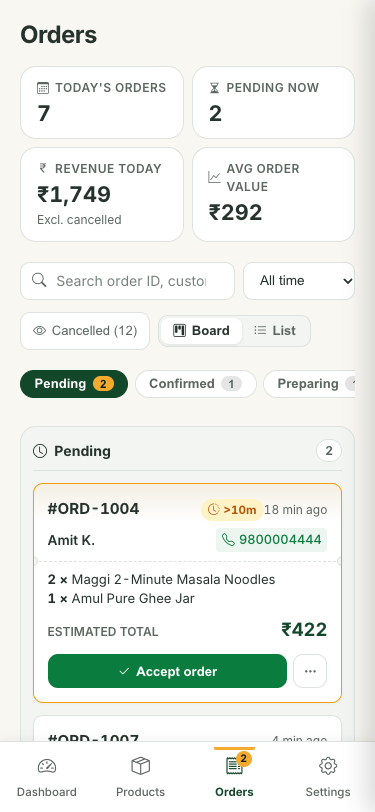 Orders
TODAY'S ORDERS
7
PENDING NOW
2
₹ REVENUE TODAY
₹1,749
Excl. cancelled
AVG ORDER
VALUE
₹292
Search order ID, custo
All time
Cancelled (12)
Board
List
Pending 2
Confirmed 1
Preparing
Pending
2
#ORD-1004
>10m 18 min ago
Amit K.
9800004444
2 × Maggi 2-Minute Masala Noodles
1 × Amul Pure Ghee Jar
ESTIMATED TOTAL
₹422
Accept order
#ORD-1007
4 min ago
2
Dashboard
Products
Orders
Settings